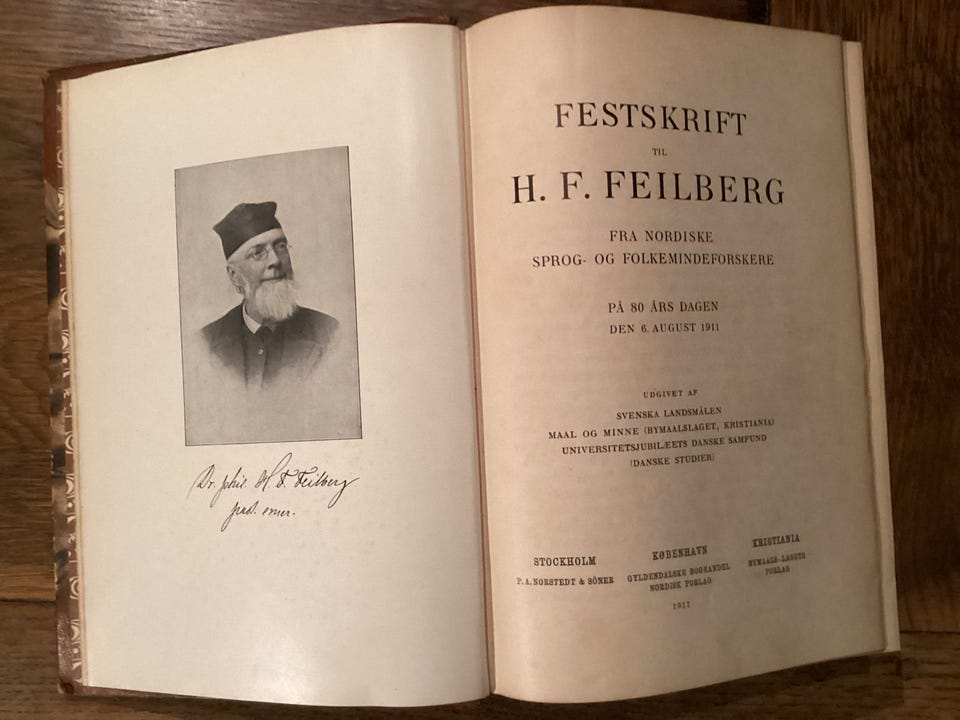 Dr. phil. H. F. Feilberg
past. emer.
FESTSKRIFT
TIL
H. F. FEILBERG
FRA NORDISKE
SPROG- OG FOLKEMINDEFORSKERE
PÅ 80 ÅRS DAGEN
DEN 6. AUGUST 1911
UDGIVET AF
SVENSKA LANDSMÅLEN
MAAL OG MINNE (BYMAALSLAGET, KRISTIANIA)
UNIVERSITETSJUBILÆETS DANSKE SAMFUND
(DANSKE STUDIER)
STOCKHOLM
P. A. NORSTEDT & SÖNER
KØBENHAVN
GYLDENDALSKE BOGHANDEL
NORDISK FORLAG
KRISTIANIA
BYMAALS-LAGETS
FORLAG
1911